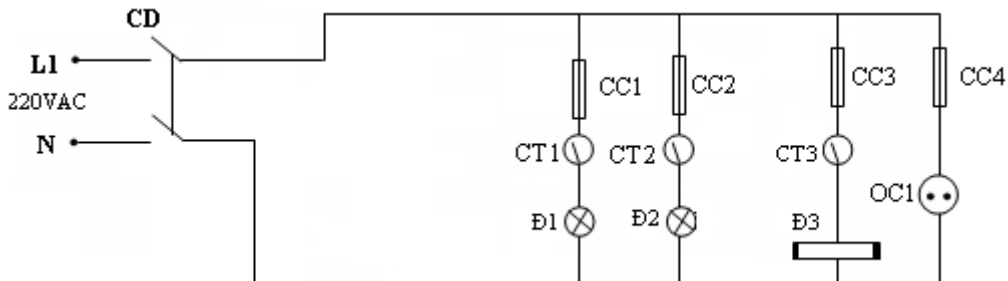 CD
L1
220VAC
N
CC1
CC2
CC3
CC4
CT1
CT2
CT3
OC1
Đ1
Đ2
Đ3